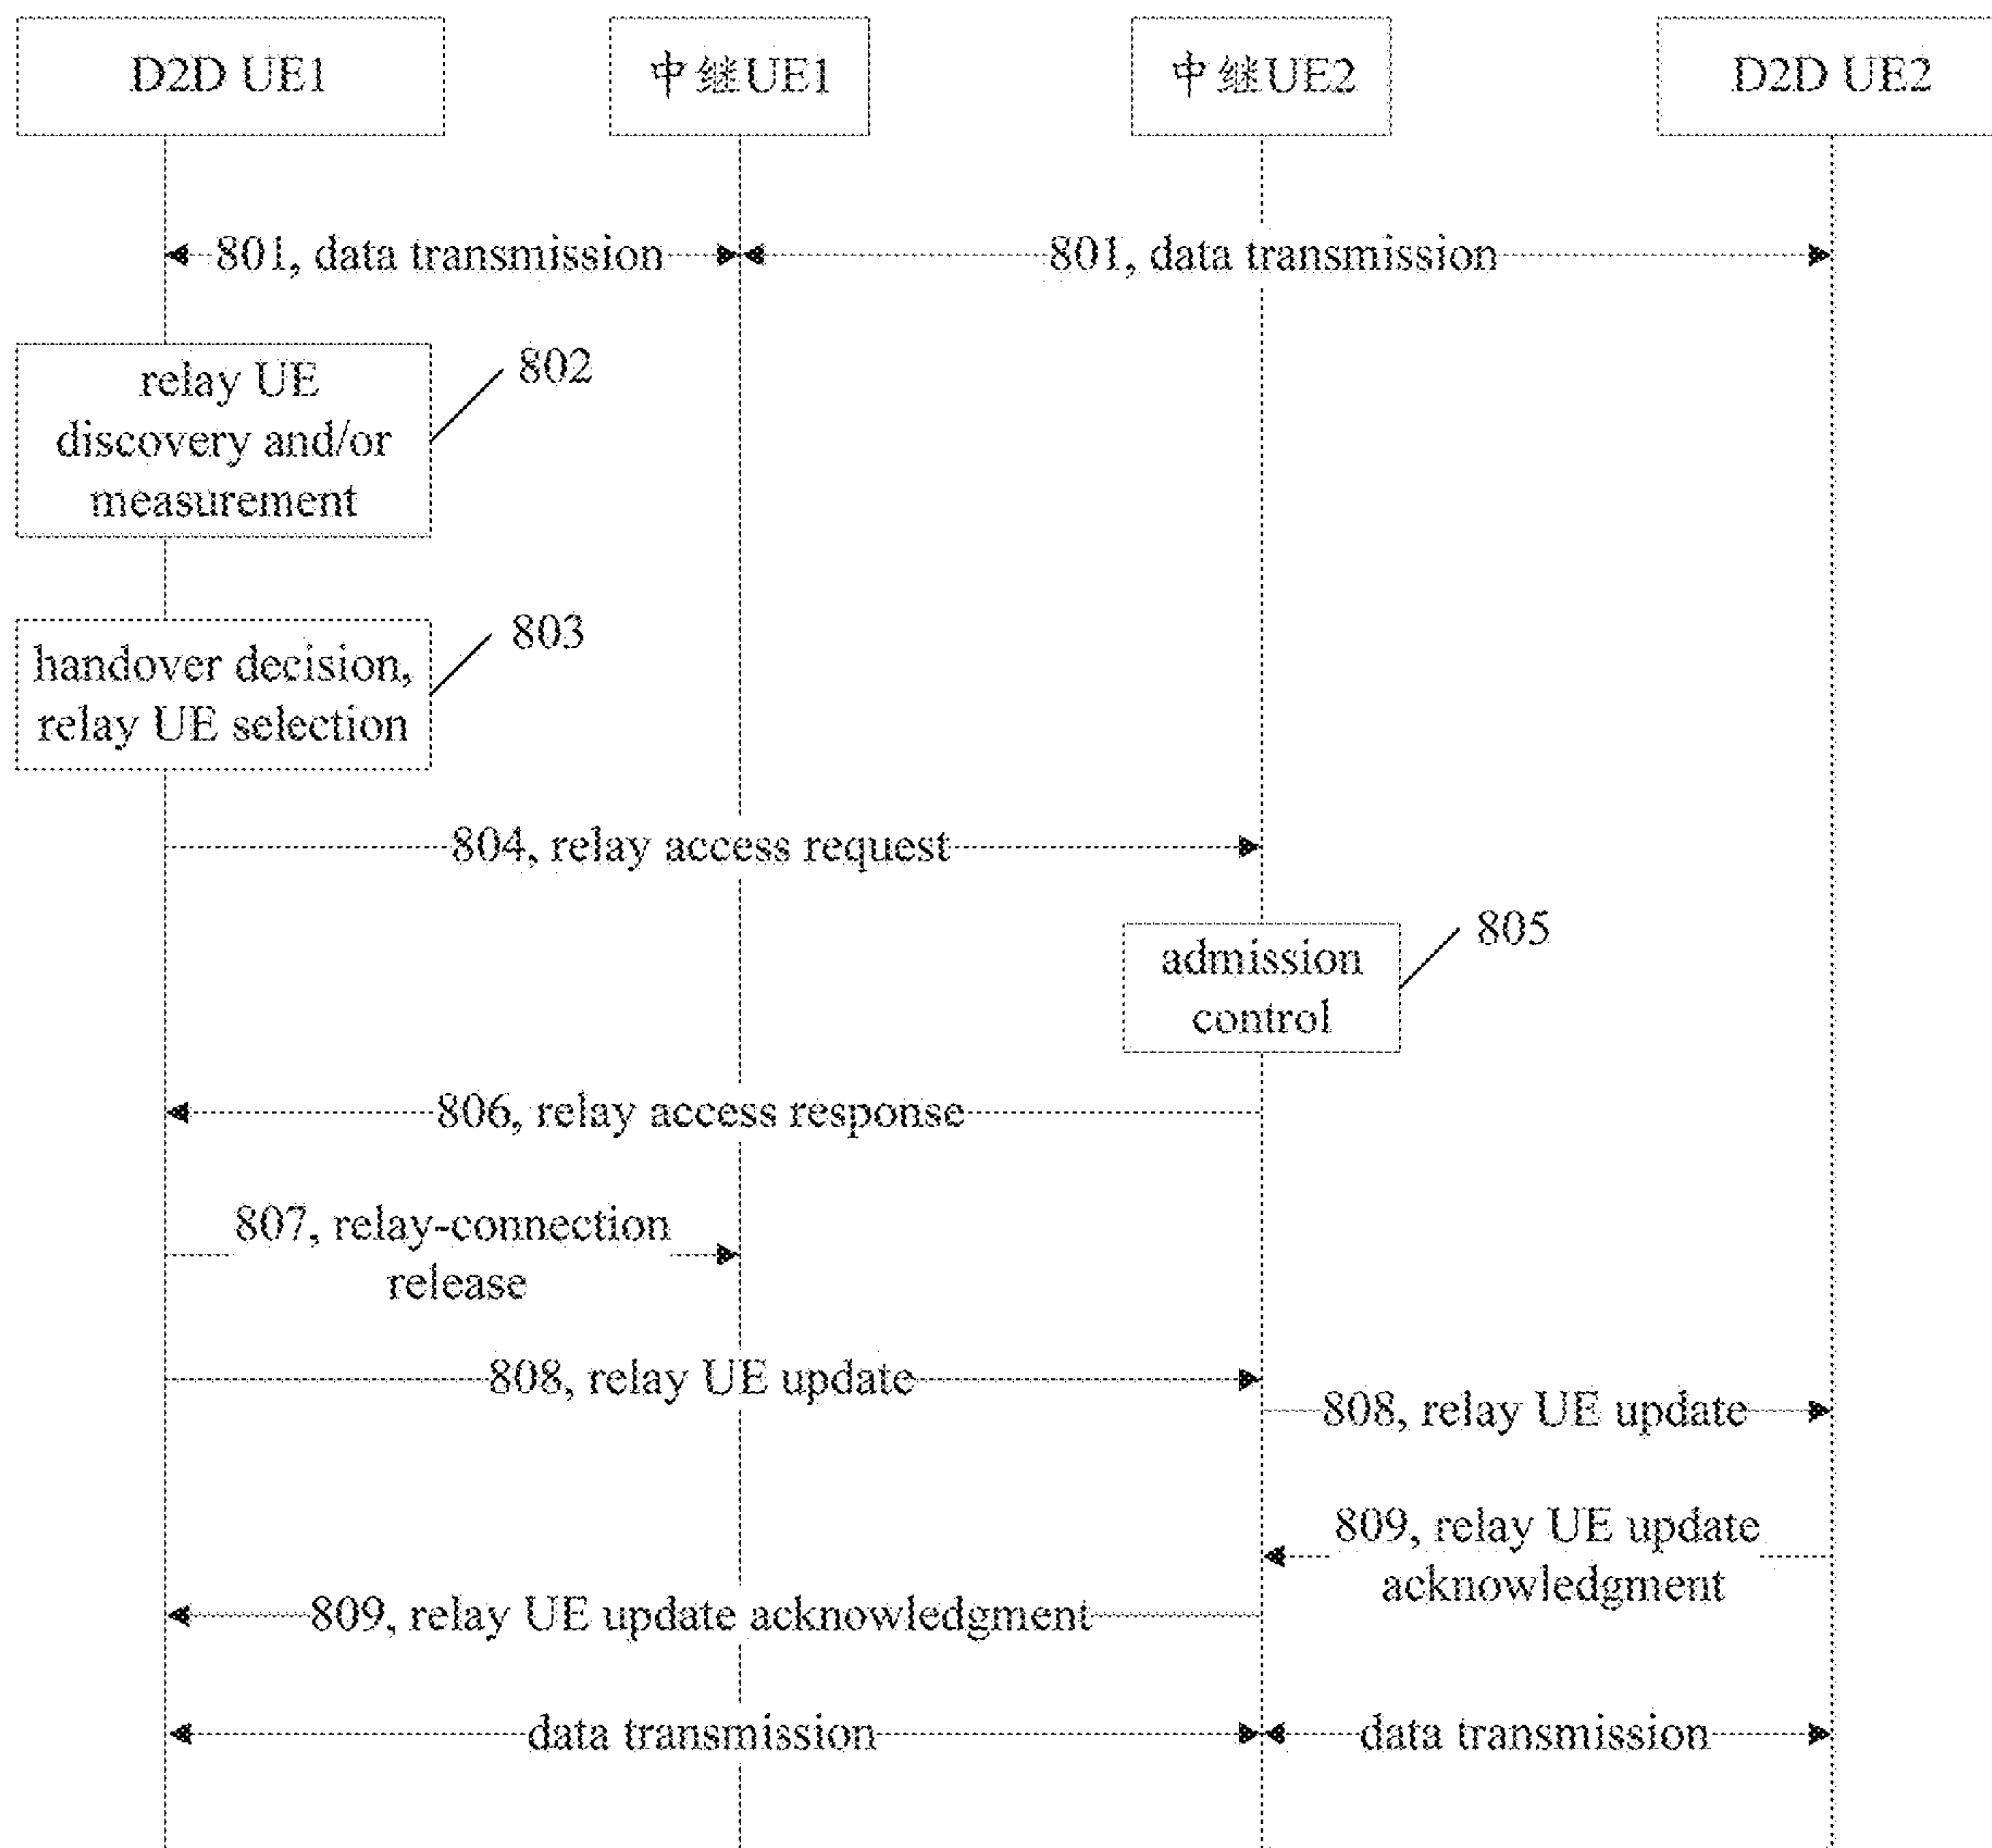 D2D UE1
中继UE1
中继UE2
D2D UE2
801, data transmission
801, data transmission
relay UE
discovery and/or
measurement
802
handover decision,
relay UE selection
803
804, relay access request
admission
control
805
806, relay access response
807, relay-connection
release
808, relay UE update
808, relay UE update
809, relay UE update
acknowledgment
809, relay UE update acknowledgment
data transmission
data transmission